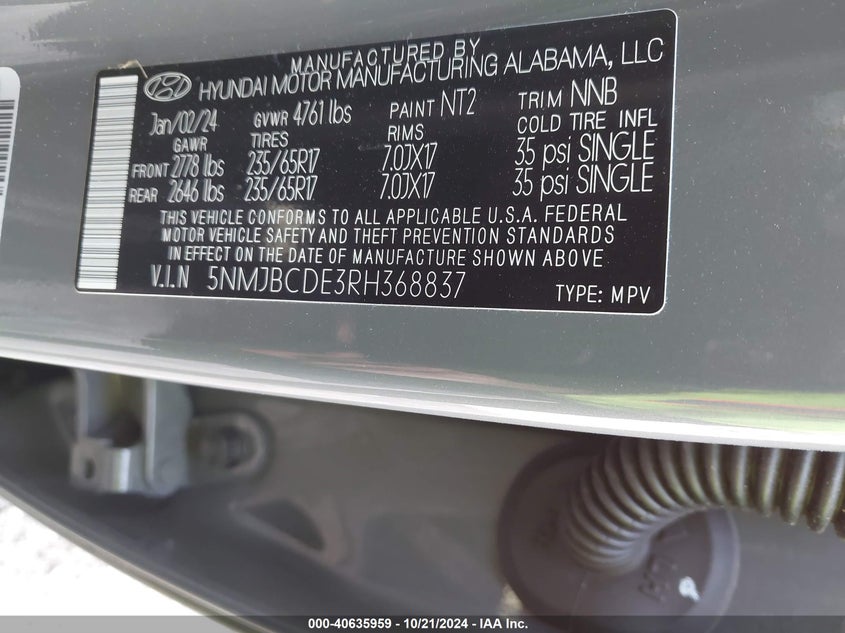 MANUFACTURED BY
HYUNDAI MOTOR MANUFACTURING ALABAMA, LLC
Jan/02/24 GVWR 4761 lbs PAINT NT2 TRIM NNB
GAWR TIRES RIMS COLD TIRE INFL
FRONT 2778 lbs 235/65R17 7.0JX17 35 psi SINGLE
REAR 2646 lbs 235/65R17 7.0JX17 35 psi SINGLE
THIS VEHICLE CONFORMS TO ALL APPLICABLE U.S.A. FEDERAL
MOTOR VEHICLE SAFETY AND THEFT PREVENTION STANDARDS
IN EFFECT ON THE DATE OF MANUFACTURE SHOWN ABOVE.
V.I.N 5NMJBCDE3RH368837 TYPE: MPV
000-40635959 - 10/21/2024 - IAA Inc.